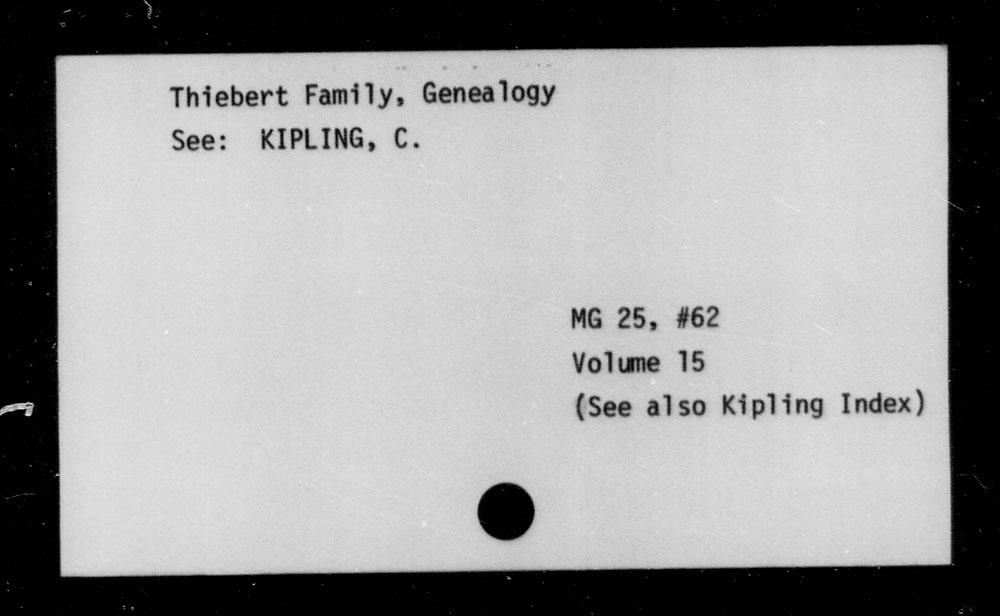 Thiebert Family, Genealogy
See: KIPLING, C.
MG 25, #62
Volume 15
(See also Kipling Index)